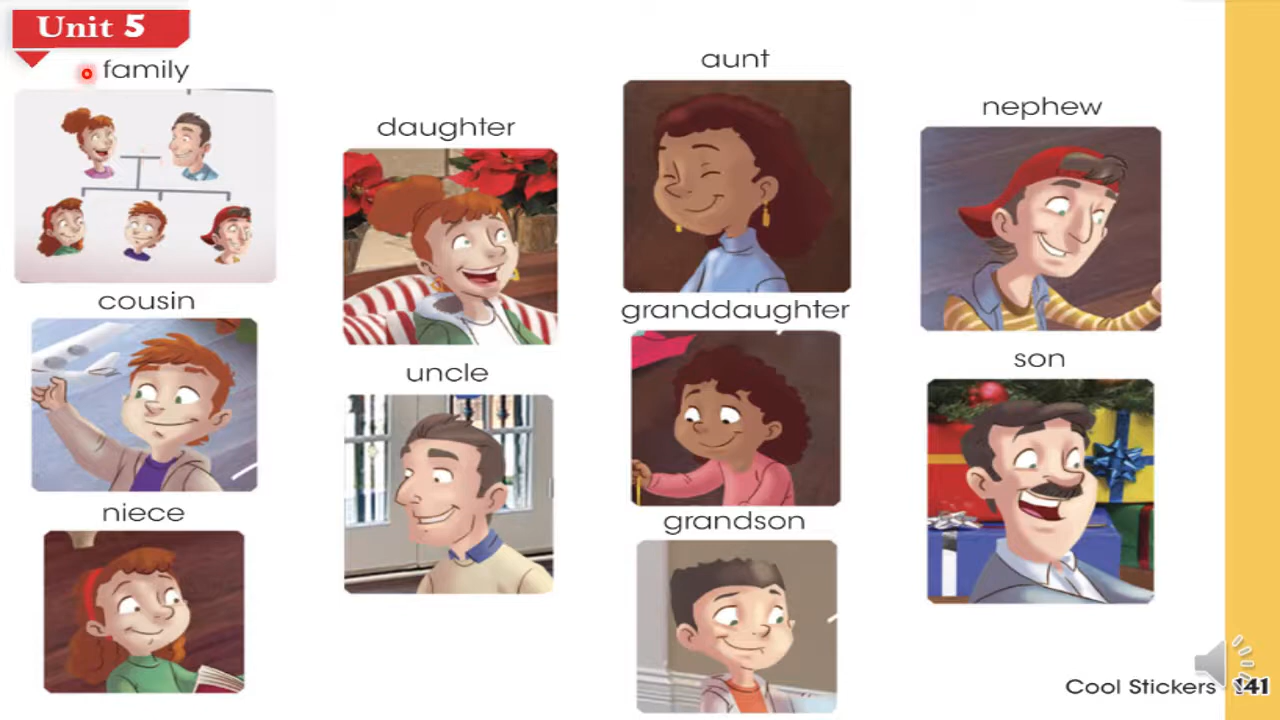 Unit 5
family
cousin
niece
daughter
uncle
aunt
granddaughter
grandson
nephew
son
Cool Stickers 141